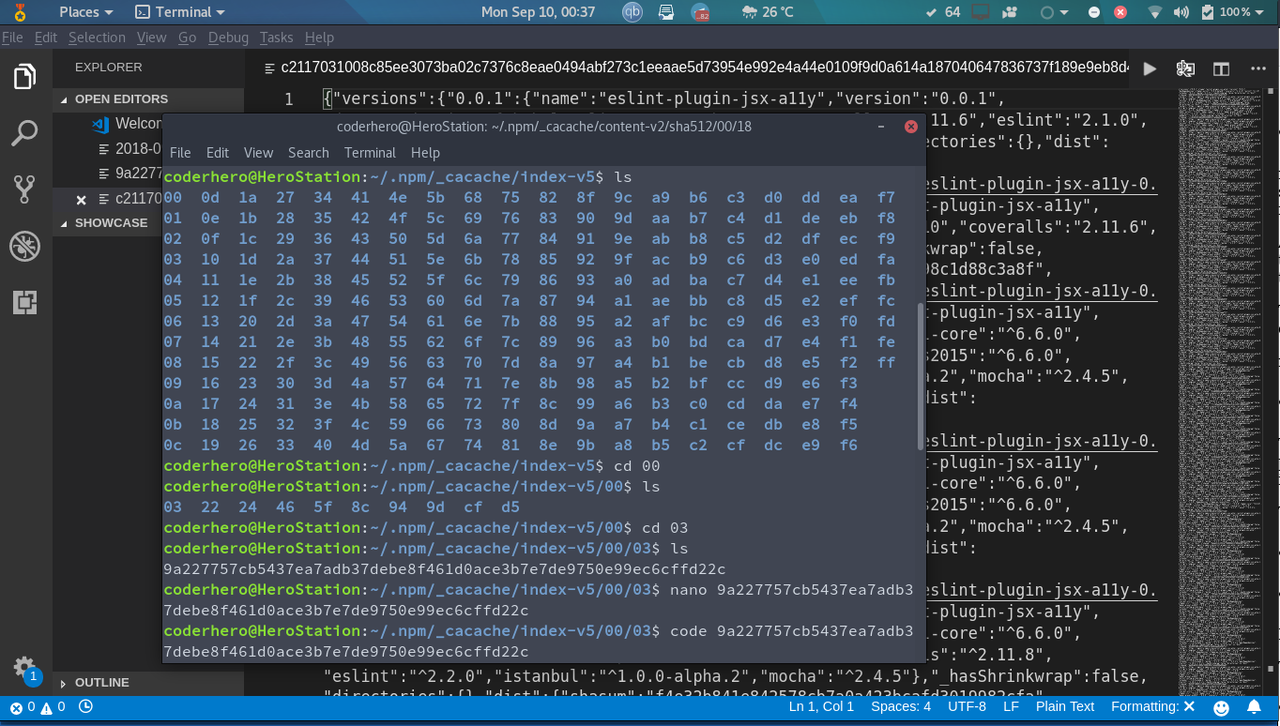 Places
Terminal
Mon Sep 10, 00:37
qb
82
26 °C
64
100%
File Edit Selection View Go Debug Tasks Help
EXPLORER
OPEN EDITORS
Welcon
2018-0
9a2277
c21170
SHOWCASE
OUTLINE
c2117031008c85ee3073ba02c7376c8eae0494abf273c1eeaae5d73954e992e4a44e0109f9d0a614a187040647836737f189e9eb8d4
1 {"versions":{"0.0.1":{"name":"eslint-plugin-jsx-a11y","version":"0.0.1",
.11.6","eslint":"2.1.0",
ectories":{},"dist":
eslint-plugin-jsx-a11y-0.
t-plugin-jsx-a11y",
0","coveralls":"2.11.6",
kwrap":false,
98c1d88c3a8f",
eslint-plugin-jsx-a11y-0.
t-plugin-jsx-a11y",
l-core":"^6.6.0",
s2015":"^6.6.0",
a.2","mocha":"^2.4.5",
dist":
eslint-plugin-jsx-a11y-0.
t-plugin-jsx-a11y",
l-core":"^6.6.0",
s2015":"^6.6.0",
a.2","mocha":"^2.4.5",
dist":
eslint-plugin-jsx-a11y-0.
t-plugin-jsx-a11y",
l-core":"^6.6.0",
ls":"^2.11.8",
"eslint":"^2.2.0","istanbul":"^1.0.0-alpha.2","mocha":"^2.4.5"},"_hasShrinkwrap":false,
coderhero@HeroStation: ~/.npm/_cacache/content-v2/sha512/00/18
File Edit View Search Terminal Help
coderhero@HeroStation:~/.npm/_cacache/index-v5$ ls
00 0d 1a 27 34 41 4e 5b 68 75 82 8f 9c a9 b6 c3 d0 dd ea f7
01 0e 1b 28 35 42 4f 5c 69 76 83 90 9d aa b7 c4 d1 de eb f8
02 0f 1c 29 36 43 50 5d 6a 77 84 91 9e ab b8 c5 d2 df ec f9
03 10 1d 2a 37 44 51 5e 6b 78 85 92 9f ac b9 c6 d3 e0 ed fa
04 11 1e 2b 38 45 52 5f 6c 79 86 93 a0 ad ba c7 d4 e1 ee fb
05 12 1f 2c 39 46 53 60 6d 7a 87 94 a1 ae bb c8 d5 e2 ef fc
06 13 20 2d 3a 47 54 61 6e 7b 88 95 a2 af bc c9 d6 e3 f0 fd
07 14 21 2e 3b 48 55 62 6f 7c 89 96 a3 b0 bd ca d7 e4 f1 fe
08 15 22 2f 3c 49 56 63 70 7d 8a 97 a4 b1 be cb d8 e5 f2 ff
09 16 23 30 3d 4a 57 64 71 7e 8b 98 a5 b2 bf cc d9 e6 f3
0a 17 24 31 3e 4b 58 65 72 7f 8c 99 a6 b3 c0 cd da e7 f4
0b 18 25 32 3f 4c 59 66 73 80 8d 9a a7 b4 c1 ce db e8 f5
0c 19 26 33 40 4d 5a 67 74 81 8e 9b a8 b5 c2 cf dc e9 f6
coderhero@HeroStation:~/.npm/_cacache/index-v5$ cd 00
coderhero@HeroStation:~/.npm/_cacache/index-v5/00$ ls
03 22 24 46 5f 8c 94 9d cf d5
coderhero@HeroStation:~/.npm/_cacache/index-v5/00$ cd 03
coderhero@HeroStation:~/.npm/_cacache/index-v5/00/03$ ls
9a227757cb5437ea7adb37debe8f461d0ace3b7e7de9750e99ec6cffd22c
coderhero@HeroStation:~/.npm/_cacache/index-v5/00/03$ nano 9a227757cb5437ea7adb3
7debe8f461d0ace3b7e7de9750e99ec6cffd22c
coderhero@HeroStation:~/.npm/_cacache/index-v5/00/03$ code 9a227757cb5437ea7adb3
7debe8f461d0ace3b7e7de9750e99ec6cffd22c
1
0 0
Ln 1, Col 1 Spaces: 4 UTF-8 LF Plain Text Formatting: ✕